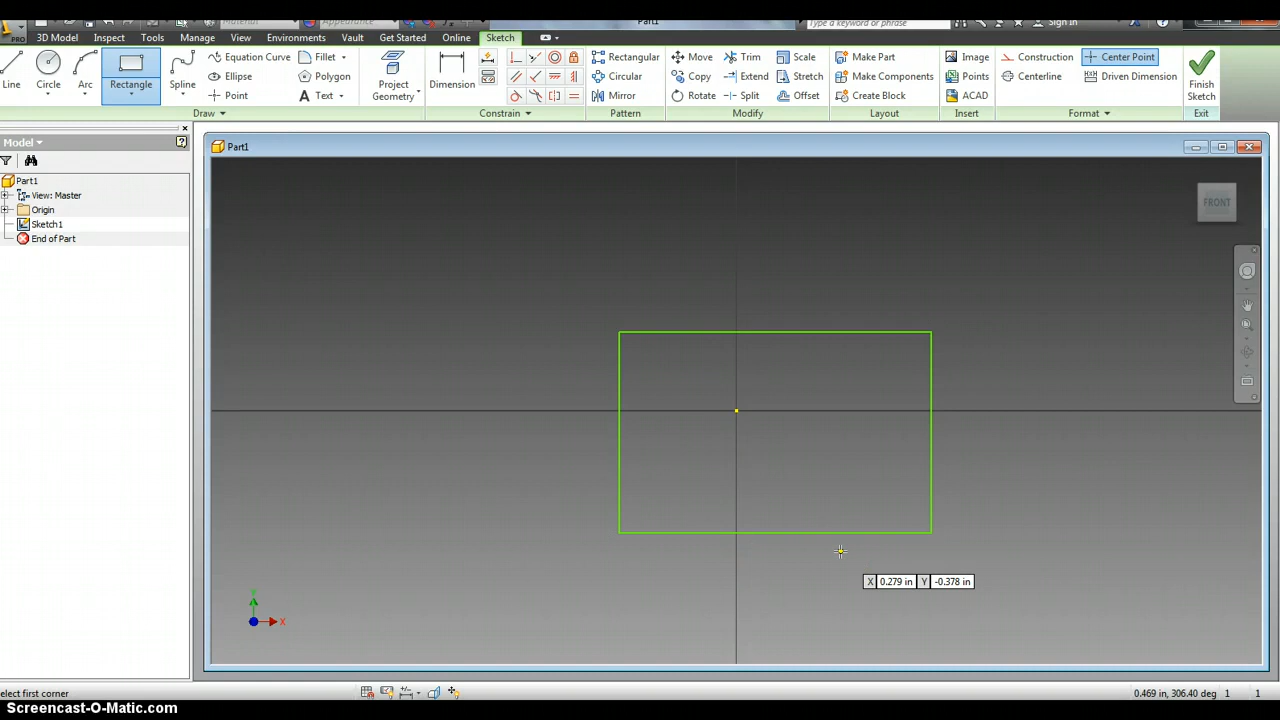 Part1
Type a keyword or phrase
Sign In
PRO
3D Model Inspect Tools Manage View Environments Vault Get Started Online Sketch
Line Circle Arc Rectangle Spline
Equation Curve
Ellipse
Point
Fillet
Polygon
Text
Draw
Project Geometry
Dimension
Constrain
Rectangular
Circular
Mirror
Pattern
Move Trim Scale
Copy Extend Stretch
Rotate Split Offset
Modify
Make Part
Make Components
Create Block
Layout
Image
Points
ACAD
Insert
Construction Center Point
Centerline Driven Dimension
Format
Finish Sketch
Exit
Model
Part1
View: Master
Origin
Sketch1
End of Part
Part1
FRONT
X 0.279 in Y -0.378 in
Y
X
Select first corner
0.469 in, 306.40 deg 1 1
Screencast-O-Matic.com